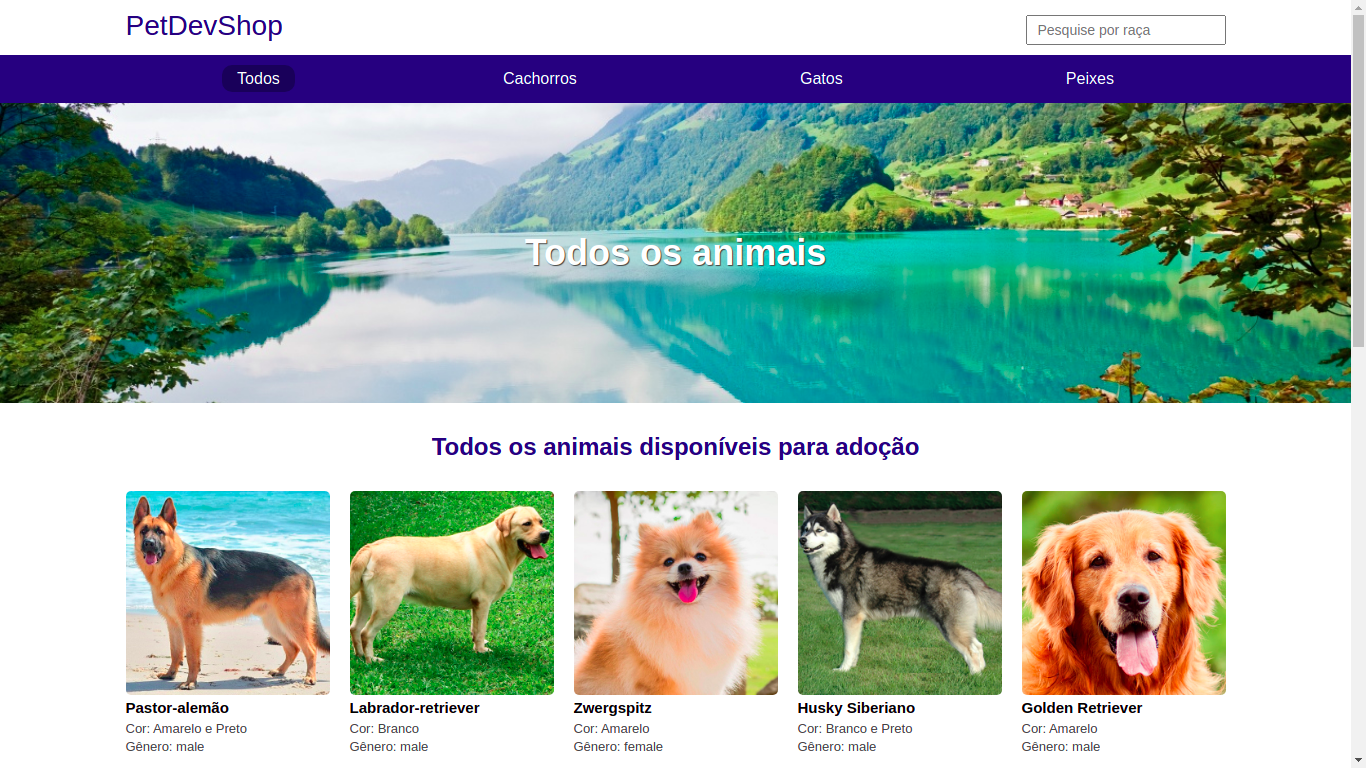 PetDevShop
Pesquise por raça
Todos Cachorros Gatos Peixes
Todos os animais
Todos os animais disponíveis para adoção
Pastor-alemão
Cor: Amarelo e Preto
Gênero: male
Labrador-retriever
Cor: Branco
Gênero: male
Zwergspitz
Cor: Amarelo
Gênero: female
Husky Siberiano
Cor: Branco e Preto
Gênero: male
Golden Retriever
Cor: Amarelo
Gênero: male